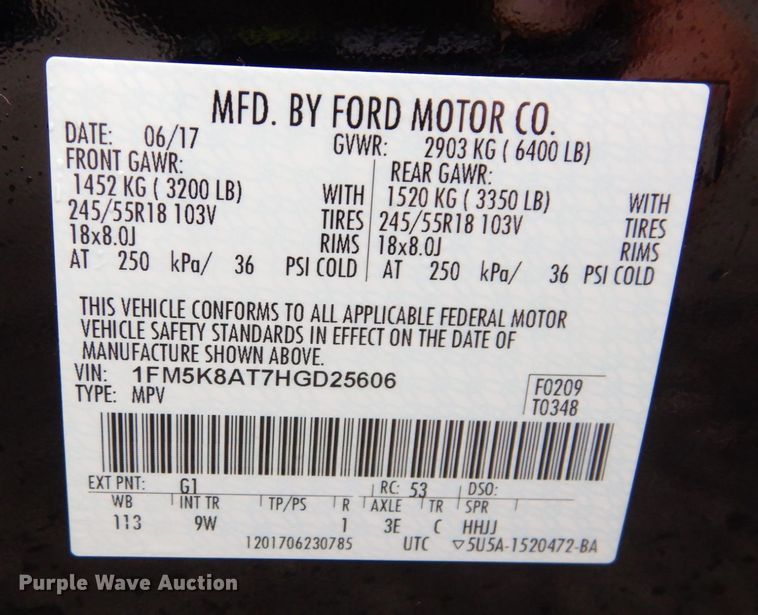 MFD. BY FORD MOTOR CO.
DATE: 06/17 GVWR: 2903 KG ( 6400 LB)
FRONT GAWR: REAR GAWR:
1452 KG ( 3200 LB) WITH 1520 KG ( 3350 LB) WITH
245/55R18 103V TIRES 245/55R18 103V TIRES
18x8.0J RIMS 18x8.0J RIMS
AT 250 kPa/ 36 PSI COLD AT 250 kPa/ 36 PSI COLD
THIS VEHICLE CONFORMS TO ALL APPLICABLE FEDERAL MOTOR
VEHICLE SAFETY STANDARDS IN EFFECT ON THE DATE OF
MANUFACTURE SHOWN ABOVE.
VIN: 1FM5K8AT7HGD25606 F0209
TYPE: MPV T0348
EXT PNT: G1 RC: 53 DSO:
WB INT TR TP/PS R AXLE TR SPR
113 9W 1 3E C HHJJ
1201706230785 UTC ▽5U5A-1520472-BA
Purple Wave Auction